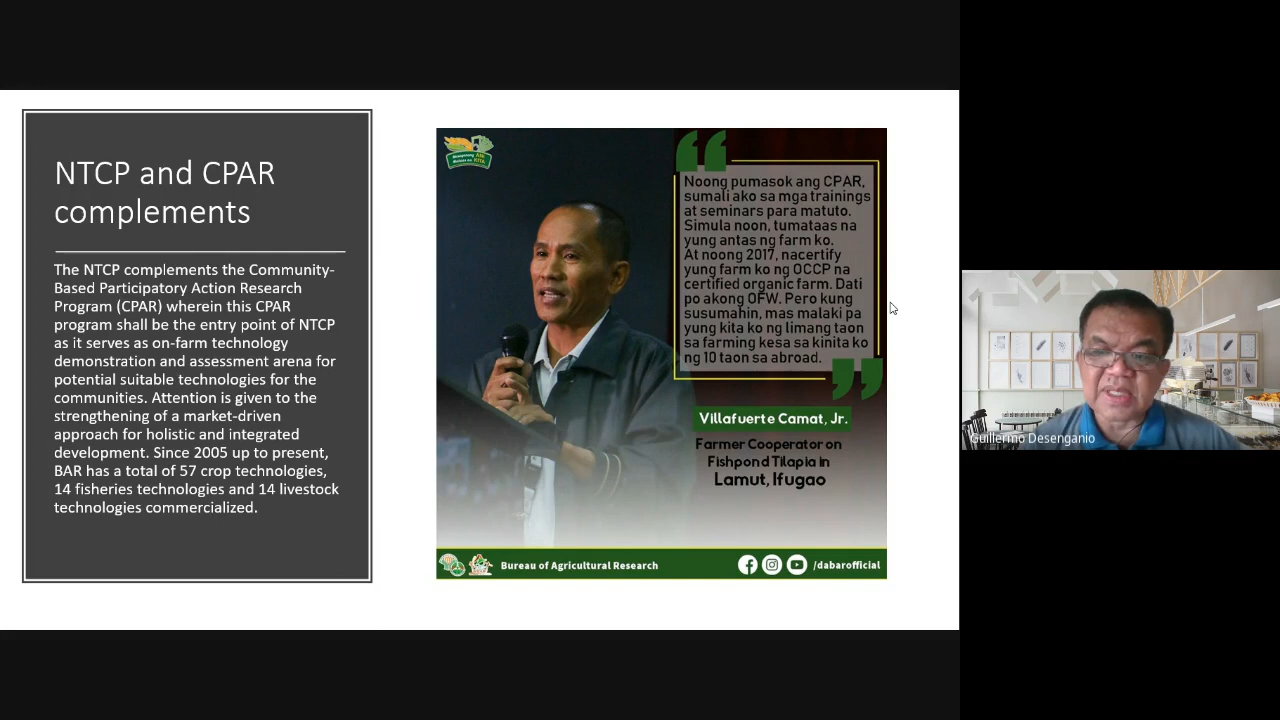 NTCP and CPAR
complements
The NTCP complements the Community-
Based Participatory Action Research
Program (CPAR) wherein this CPAR
program shall be the entry point of NTCP
as it serves as on-farm technology
demonstration and assessment arena for
potential suitable technologies for the
communities. Attention is given to the
strengthening of a market-driven
approach for holistic and integrated
development. Since 2005 up to present,
BAR has a total of 57 crop technologies,
14 fisheries technologies and 14 livestock
technologies commercialized.
Noong pumasok ang CPAR,
sumali ako sa mga trainings
at seminars para matuto.
Simula noon, tumataas na
yung antas ng farm ko.
At noong 2017, nacertify
yung farm ko ng OCCP na
certified organic farm. Dati
po akong OFW. Pero kung
susumahin, mas malaki pa
yung kita ko ng limang taon
sa farming kesa sa kinita ko
ng 10 taon sa abroad.
Villafuerte Camat, Jr.
Farmer Cooperator on
Fishpond Tilapia in
Lamut, Ifugao
Bureau of Agricultural Research
/dabarofficial
Guillermo Desenganio